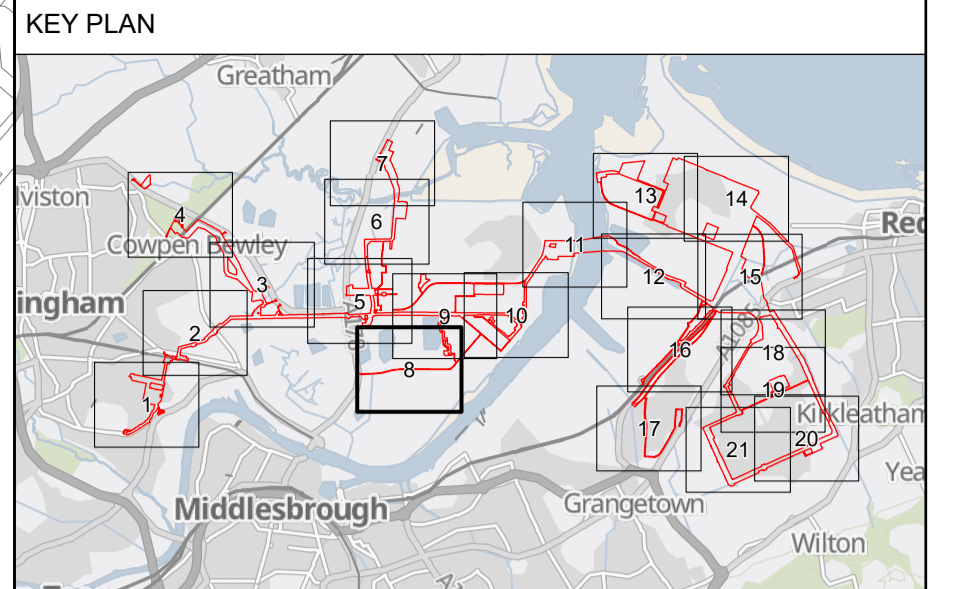 KEY PLAN
Greatham
lviston
7
13
14
4
6
Red
Cowpen Bewley
11
12
15
3
ingham
5
9
10
2
A1085
16
18
8
19
1
Kirkleatham
17
20
21
Yea
Middlesbrough
Grangetown
Wilton